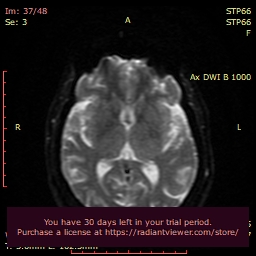 Im: 37/48
Se: 3
A
STP66
STP66
F
Ax DWI B 1000
R
L
You have 30 days left in your trial period.
Purchase a license at https://radiantviewer.com/store/